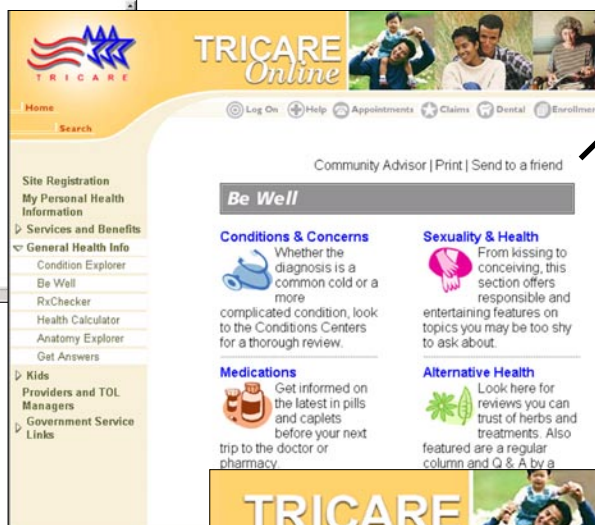 TRICARE
TRICARE
Online
Home
Search
Log On Help Appointments Claims Dental
Community Advisor | Print | Send to a friend
Site Registration
My Personal Health
Information
Services and Benefits
General Health Info
Condition Explorer
Be Well
RxChecker
Health Calculator
Anatomy Explorer
Get Answers
Kids
Providers and TOL
Managers
Government Service
Links
Be Well
Conditions & Concerns
Whether the
diagnosis is a
common cold or a
more
complicated condition, look
to the Conditions Centers
for a thorough review.
Sexuality & Health
From kissing to
conceiving, this
section offers
responsible and
entertaining features on
topics you may be too shy
to ask about.
Medications
Get informed on
the latest in pills
and caplets
before your next
trip to the doctor or
pharmacy.
Alternative Health
Look here for
reviews you can
trust of herbs and
treatments. Also
featured are a regular
column and Q & A by a
TRICARE